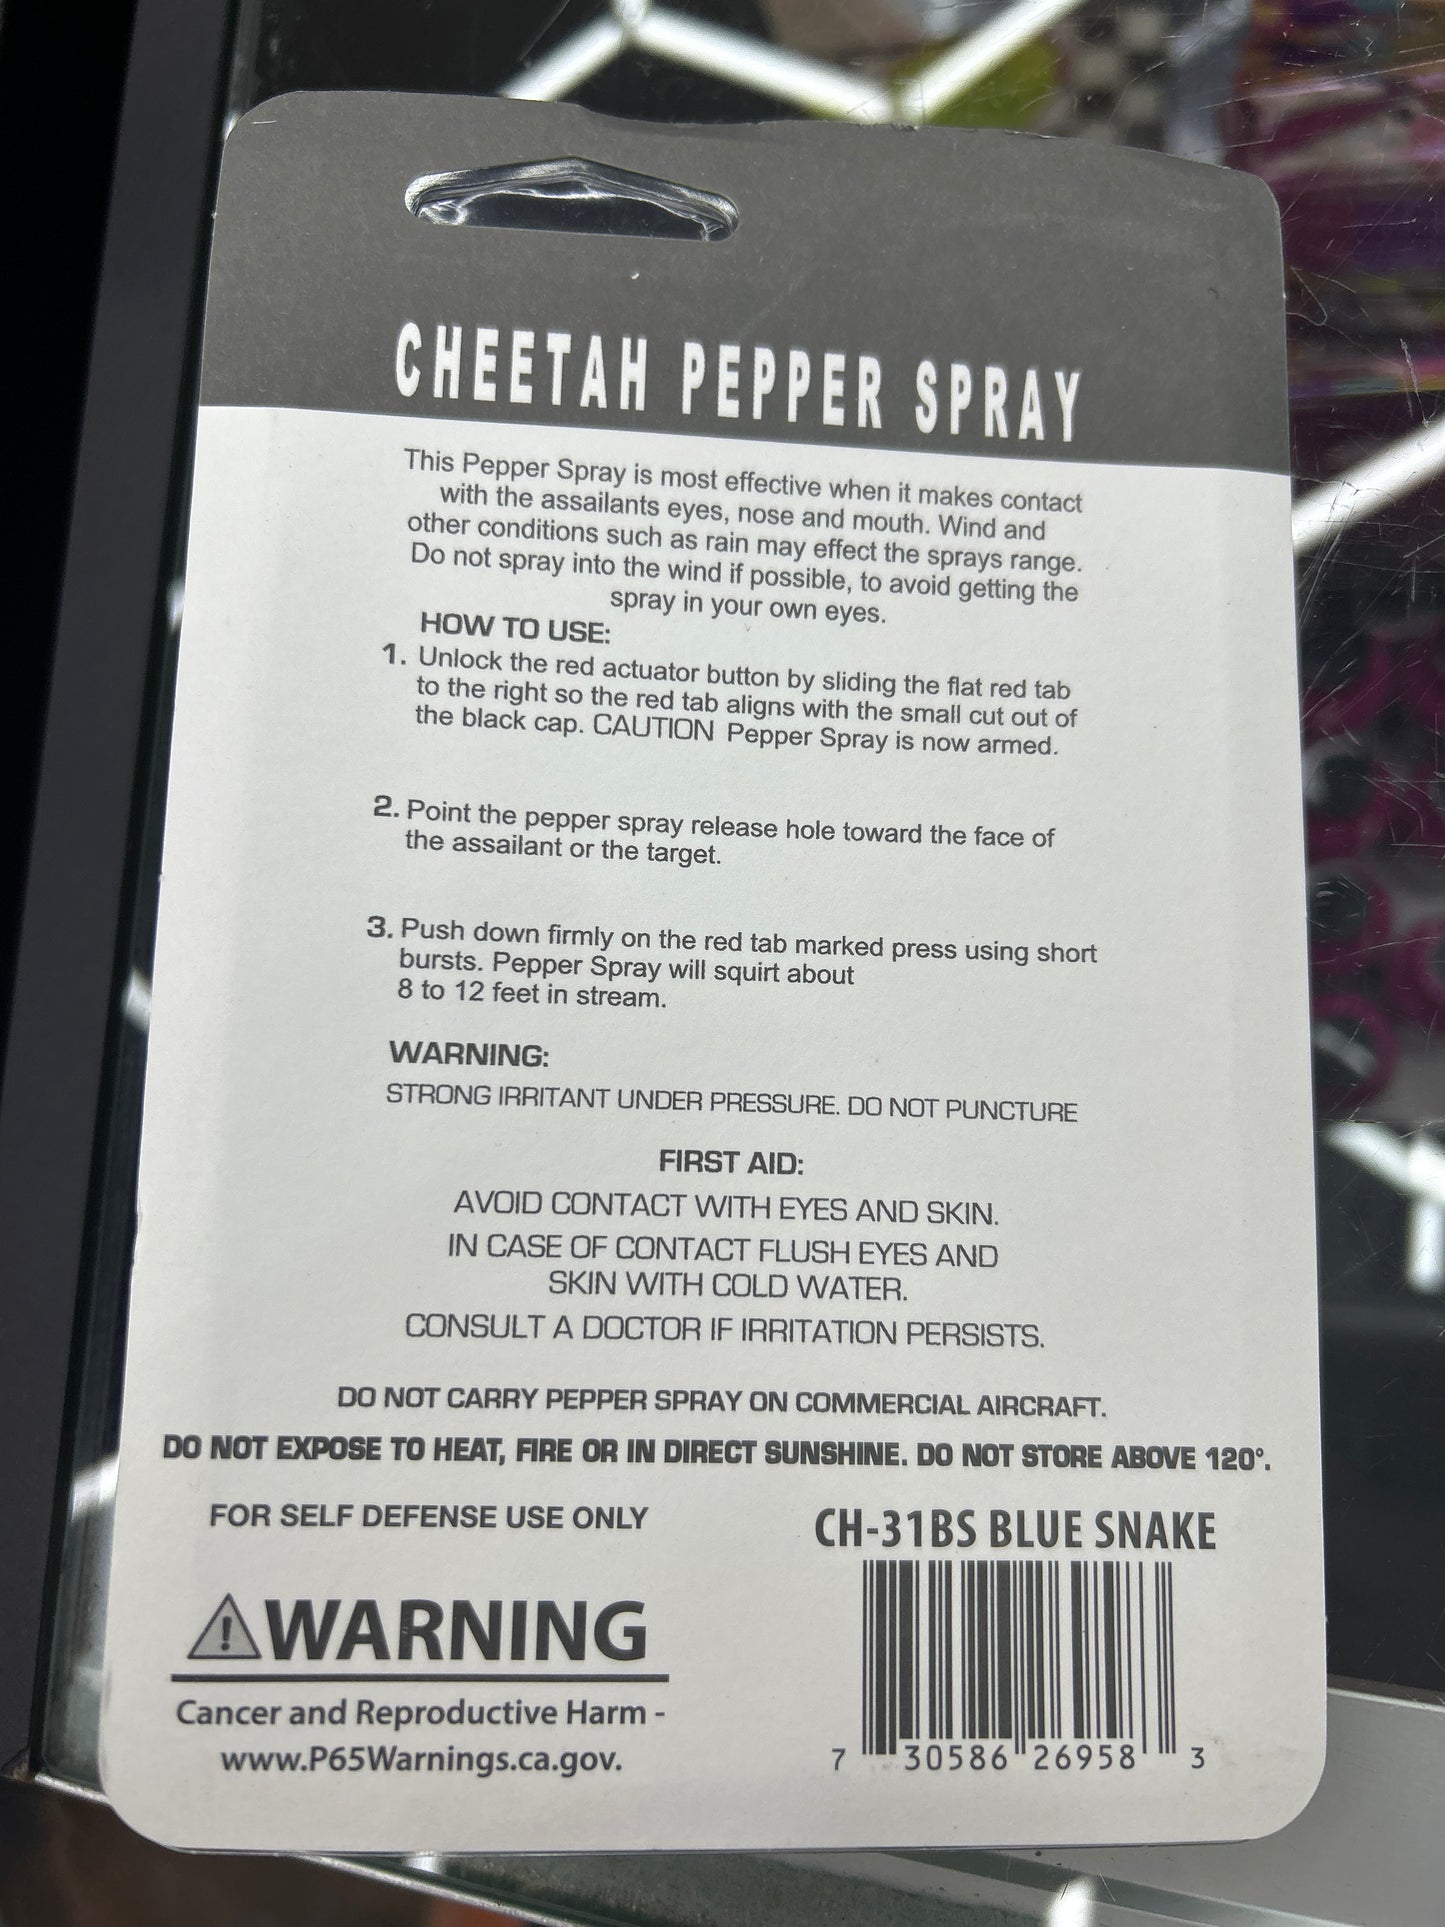 CHEETAH PEPPER SPRAY
This Pepper Spray is most effective when it makes contact
with the assailants eyes, nose and mouth. Wind and
other conditions such as rain may effect the sprays range.
Do not spray into the wind if possible, to avoid getting the
spray in your own eyes.
HOW TO USE:
1. Unlock the red actuator button by sliding the flat red tab
to the right so the red tab aligns with the small cut out of
the black cap. CAUTION Pepper Spray is now armed.
2. Point the pepper spray release hole toward the face of
the assailant or the target.
3. Push down firmly on the red tab marked press using short
bursts. Pepper Spray will squirt about
8 to 12 feet in stream.
WARNING:
STRONG IRRITANT UNDER PRESSURE. DO NOT PUNCTURE
FIRST AID:
AVOID CONTACT WITH EYES AND SKIN.
IN CASE OF CONTACT FLUSH EYES AND
SKIN WITH COLD WATER.
CONSULT A DOCTOR IF IRRITATION PERSISTS.
DO NOT CARRY PEPPER SPRAY ON COMMERCIAL AIRCRAFT.
DO NOT EXPOSE TO HEAT, FIRE OR IN DIRECT SUNSHINE. DO NOT STORE ABOVE 120°.
FOR SELF DEFENSE USE ONLY
WARNING
Cancer and Reproductive Harm -
www.P65Warnings.ca.gov.
CH-31BS BLUE SNAKE
7 30586 26958 3